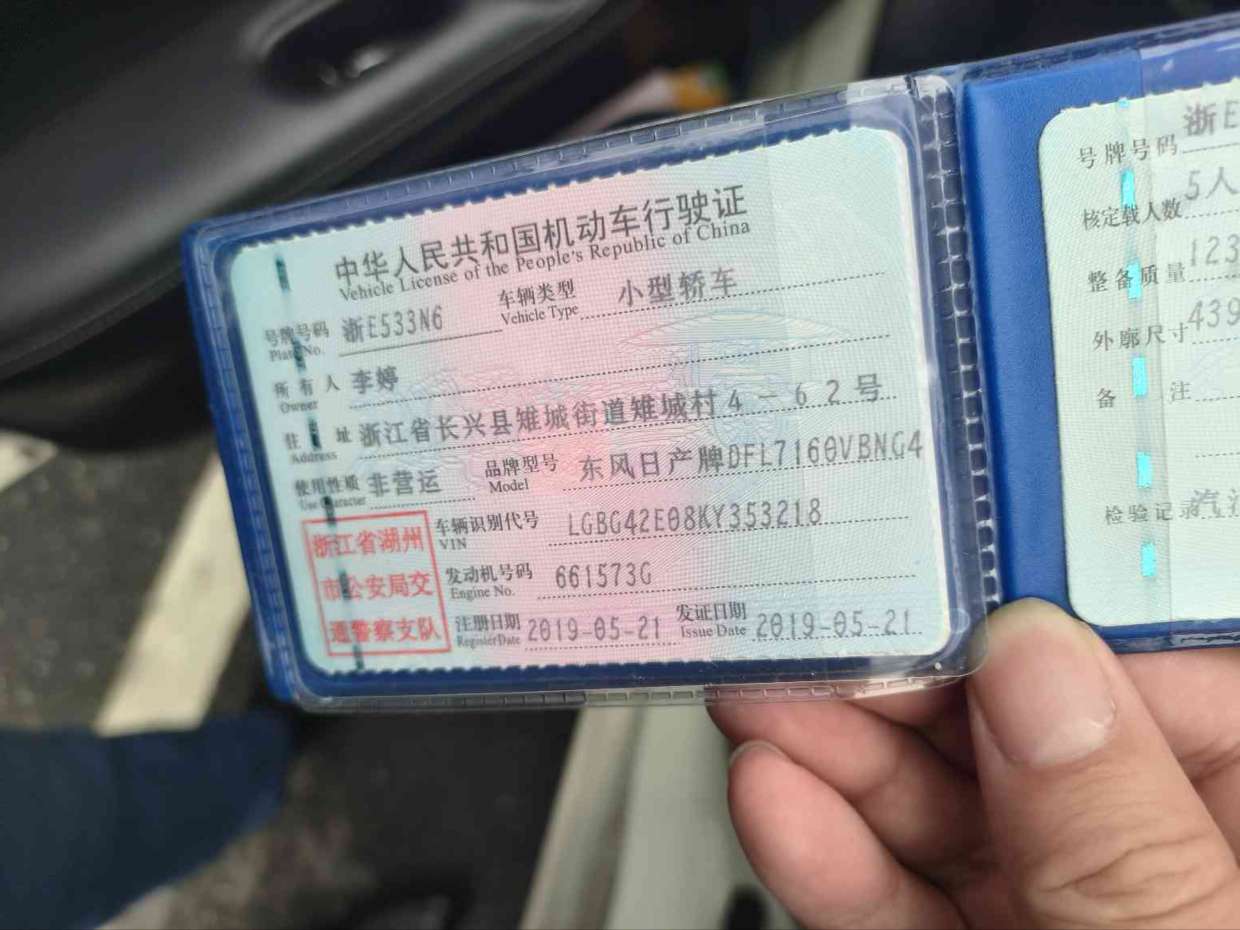 中华人民共和国机动车行驶证
Vehicle License of the People's Republic of China
号牌号码 浙E533N6 车辆类型 小型轿车
Plate No. Vehicle Type
所有人 李婷
Owner
住址 浙江省长兴县雉城街道雉城村4－62号
Address
使用性质 非营运 品牌型号 东风日产牌DFL7160VBNG4
Use Character Model
车辆识别代号 LGBG42E08KY353218
VIN
发动机号码 661573G
Engine No.
注册日期 2019-05-21 发证日期 2019-05-21
Register Date Issue Date
浙江省湖州
市公安局交
通警察支队
号牌号码 浙E
核定载人数 5人
整备质量 123
外廓尺寸 439
备注
检验记录 汽油